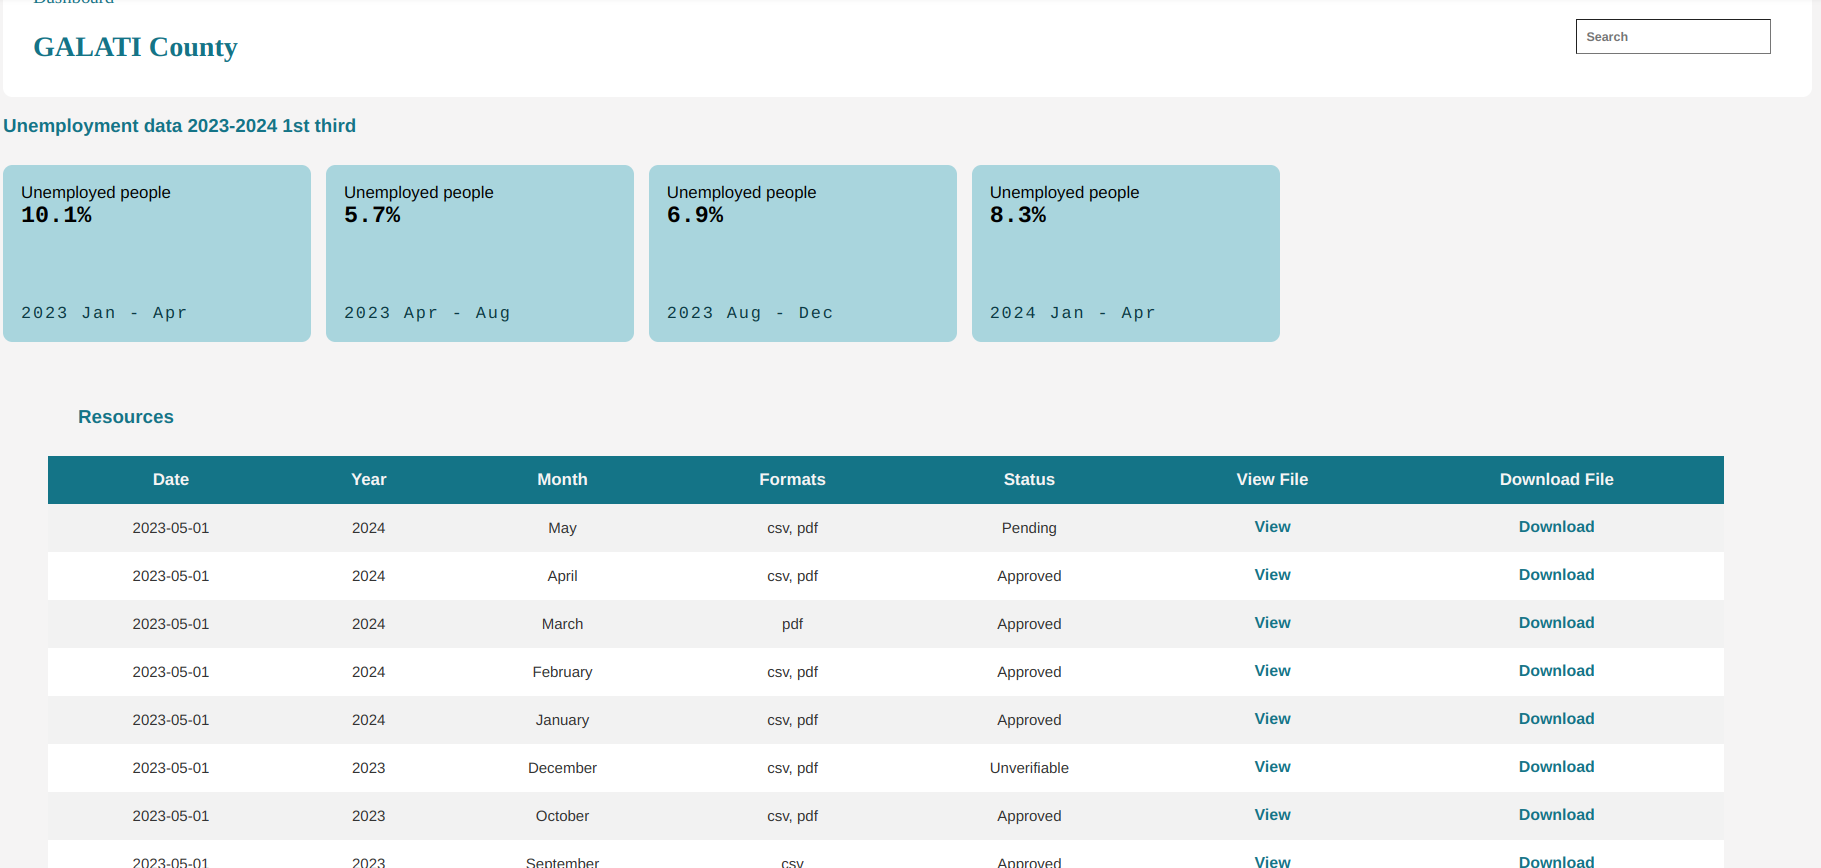 Dashboard
GALATI County
Search
Unemployment data 2023-2024 1st third
Unemployed people
10.1%
2023 Jan - Apr
Unemployed people
5.7%
2023 Apr - Aug
Unemployed people
6.9%
2023 Aug - Dec
Unemployed people
8.3%
2024 Jan - Apr
Resources
Date Year Month Formats Status View File Download File
2023-05-01 2024 May csv, pdf Pending View Download
2023-05-01 2024 April csv, pdf Approved View Download
2023-05-01 2024 March pdf Approved View Download
2023-05-01 2024 February csv, pdf Approved View Download
2023-05-01 2024 January csv, pdf Approved View Download
2023-05-01 2023 December csv, pdf Unverifiable View Download
2023-05-01 2023 October csv, pdf Approved View Download
2023-05-01 2023 September csv Approved View Download